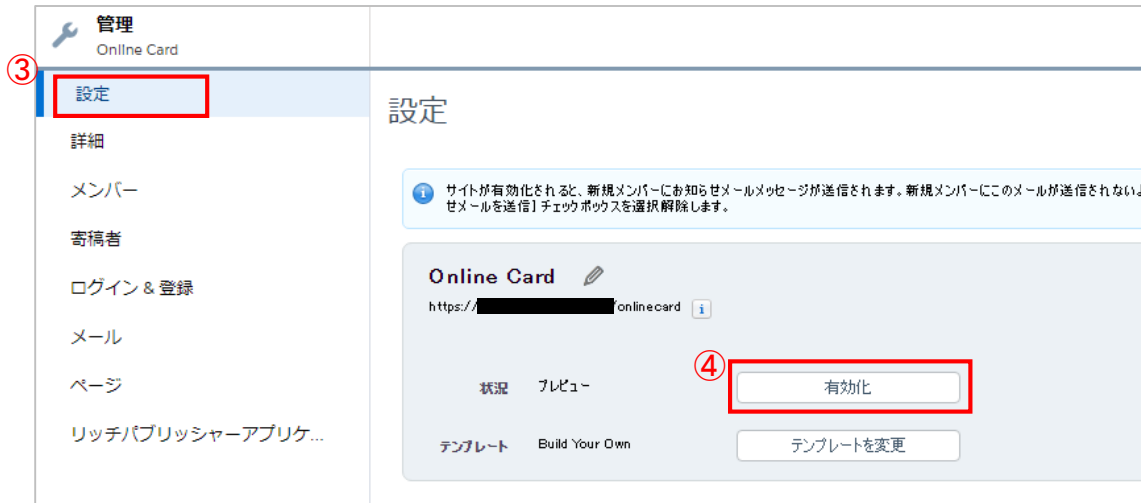 管理
Online Card
③
設定
詳細
メンバー
寄稿者
ログイン & 登録
メール
ページ
リッチパブリッシャーアプリケ...
設定
サイトが有効化されると、新規メンバーにお知らせメールメッセージが送信されます。新規メンバーにこのメールが送信されないよ
せメールを送信] チェックボックスを選択解除します。
Online Card
https:// /onlinecard
状況 プレビュー ④ 有効化
テンプレート Build Your Own テンプレートを変更